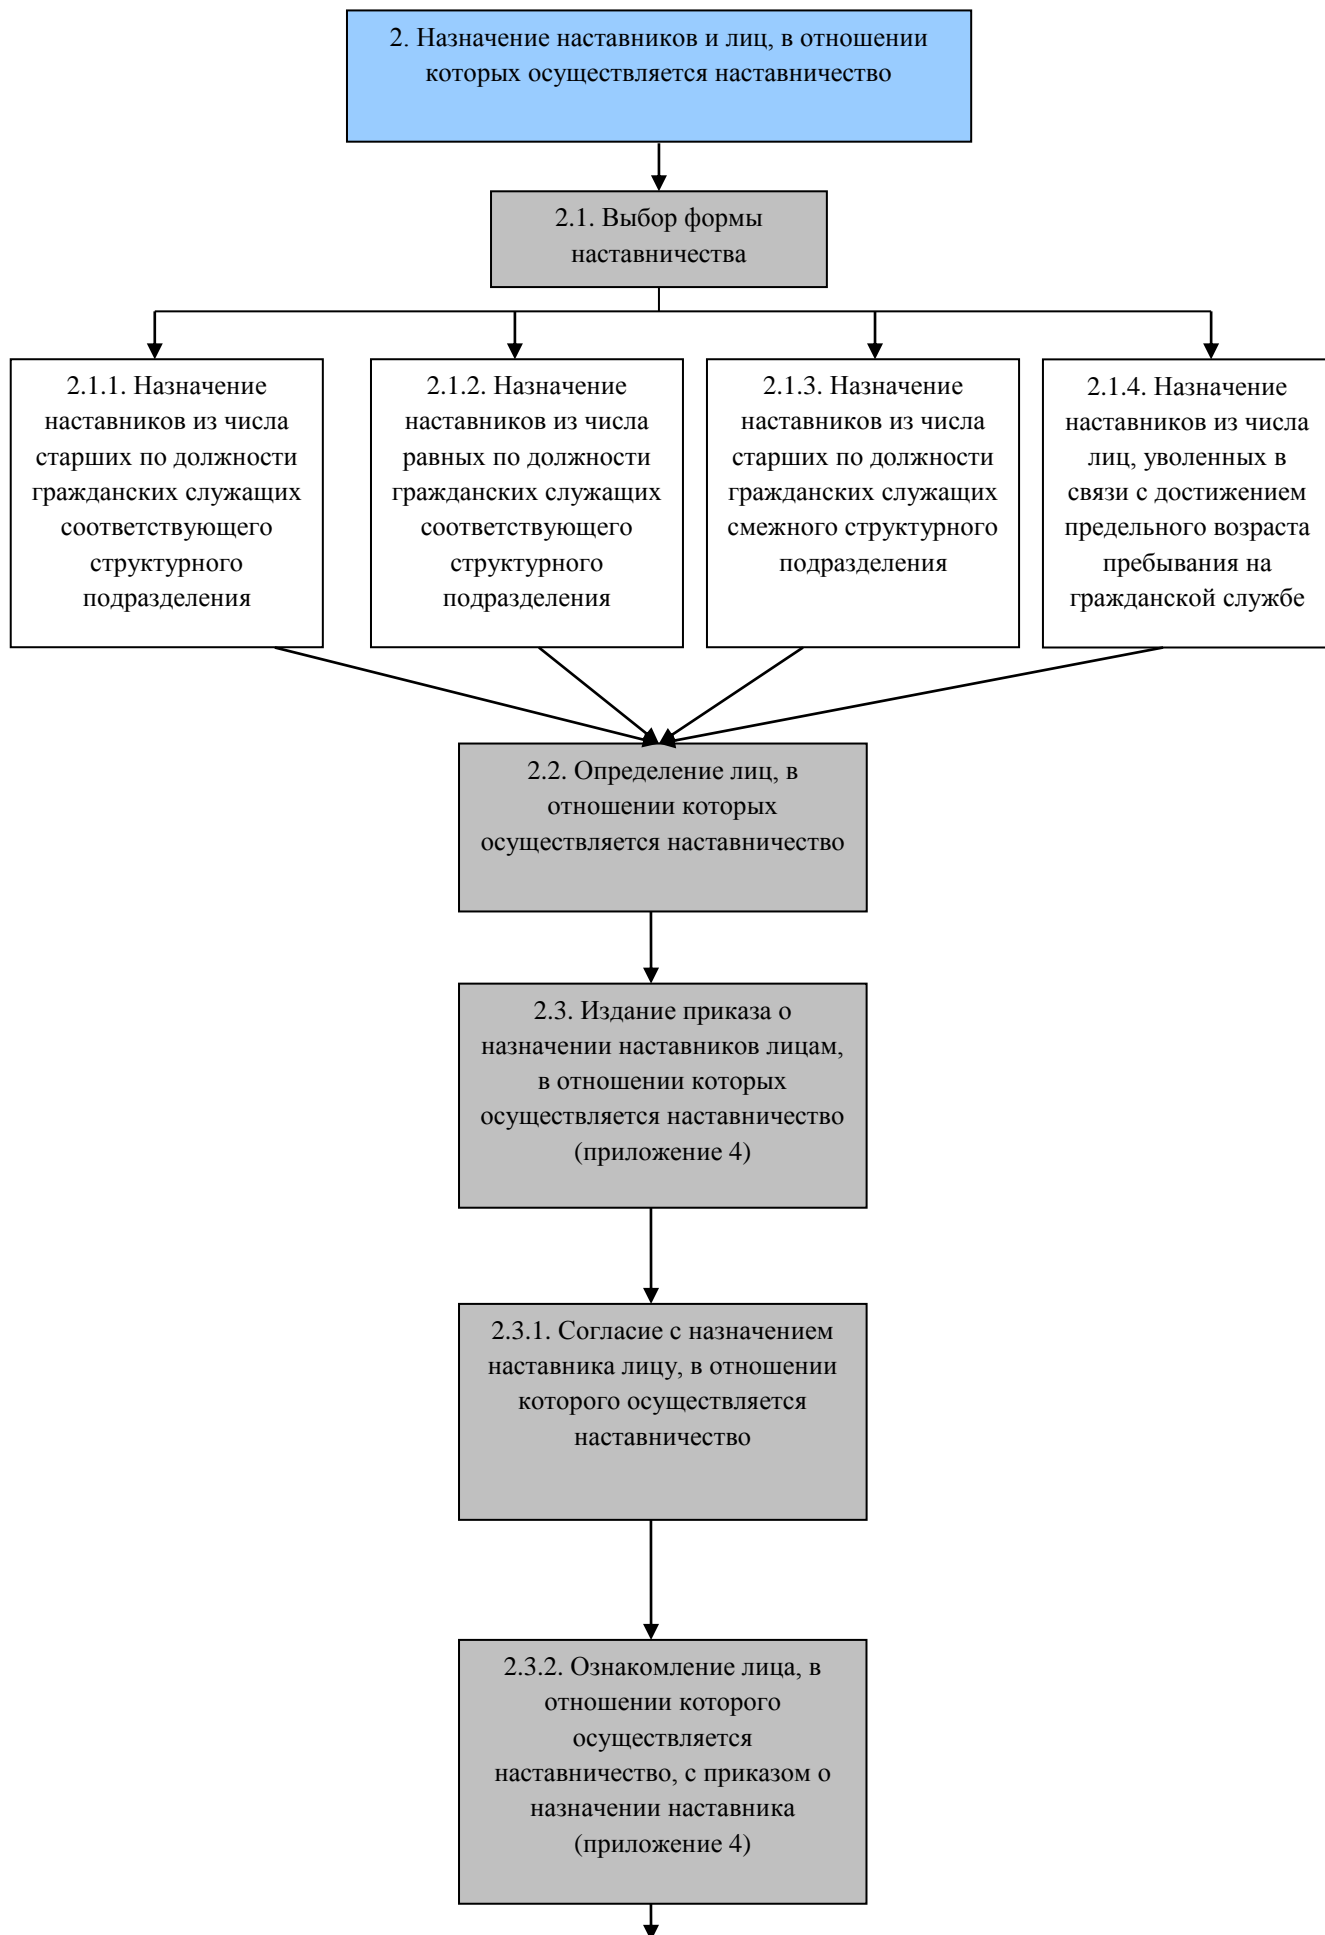 2. Назначение наставников и лиц, в отношении
которых осуществляется наставничество
2.1. Выбор формы
наставничества
2.1.1. Назначение
наставников из числа
старших по должности
гражданских служащих
соответствующего
структурного
подразделения
2.1.2. Назначение
наставников из числа
равных по должности
гражданских служащих
соответствующего
структурного
подразделения
2.1.3. Назначение
наставников из числа
старших по должности
гражданских служащих
смежного структурного
подразделения
2.1.4. Назначение
наставников из числа
лиц, уволенных в
связи с достижением
предельного возраста
пребывания на
гражданской службе
2.2. Определение лиц, в
отношении которых
осуществляется наставничество
2.3. Издание приказа о
назначении наставников лицам,
в отношении которых
осуществляется наставничество
(приложение 4)
2.3.1. Согласие с назначением
наставника лицу, в отношении
которого осуществляется
наставничество
2.3.2. Ознакомление лица, в
отношении которого
осуществляется
наставничество, с приказом о
назначении наставника
(приложение 4)